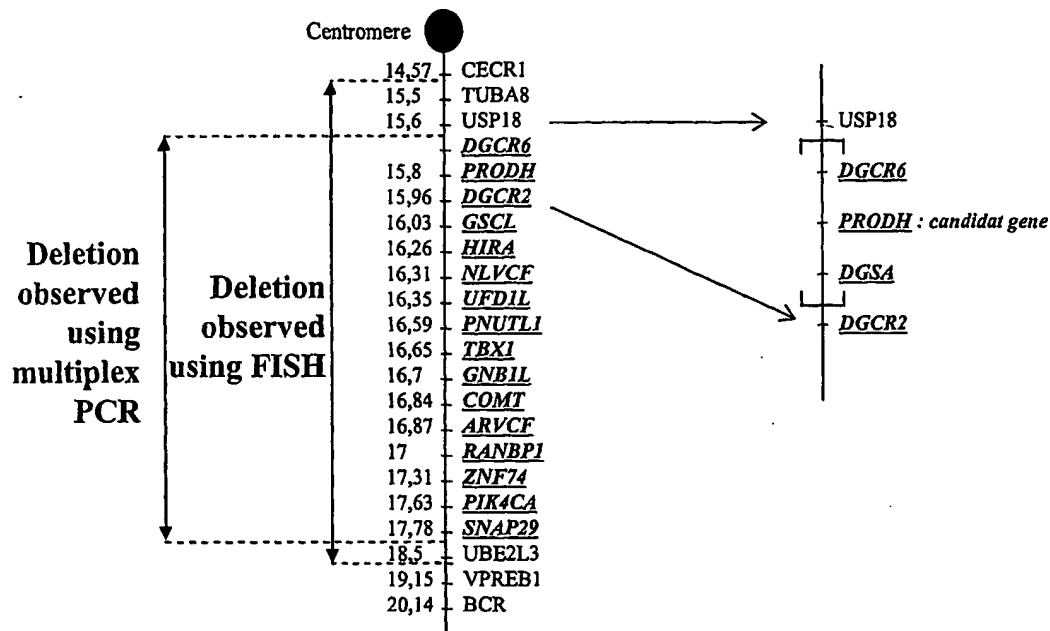 Centromere
14,57 CECR1
15,5 TUBA8
15,6 USP18
DGCR6
15,8 PRODH
15,96 DGCR2
16,03 GSCL
16,26 HIRA
16,31 NLVCF
16,35 UFD1L
16,59 PNUTL1
16,65 TBX1
16,7 GNB1L
16,84 COMT
16,87 ARVCF
17 RANBP1
17,31 ZNF74
17,63 PIK4CA
17,78 SNAP29
18,5 UBE2L3
19,15 VPREB1
20,14 BCR
Deletion
observed
using
multiplex
PCR
Deletion
observed
using FISH
USP18
DGCR6
PRODH : candidat gene
DGSA
DGCR2